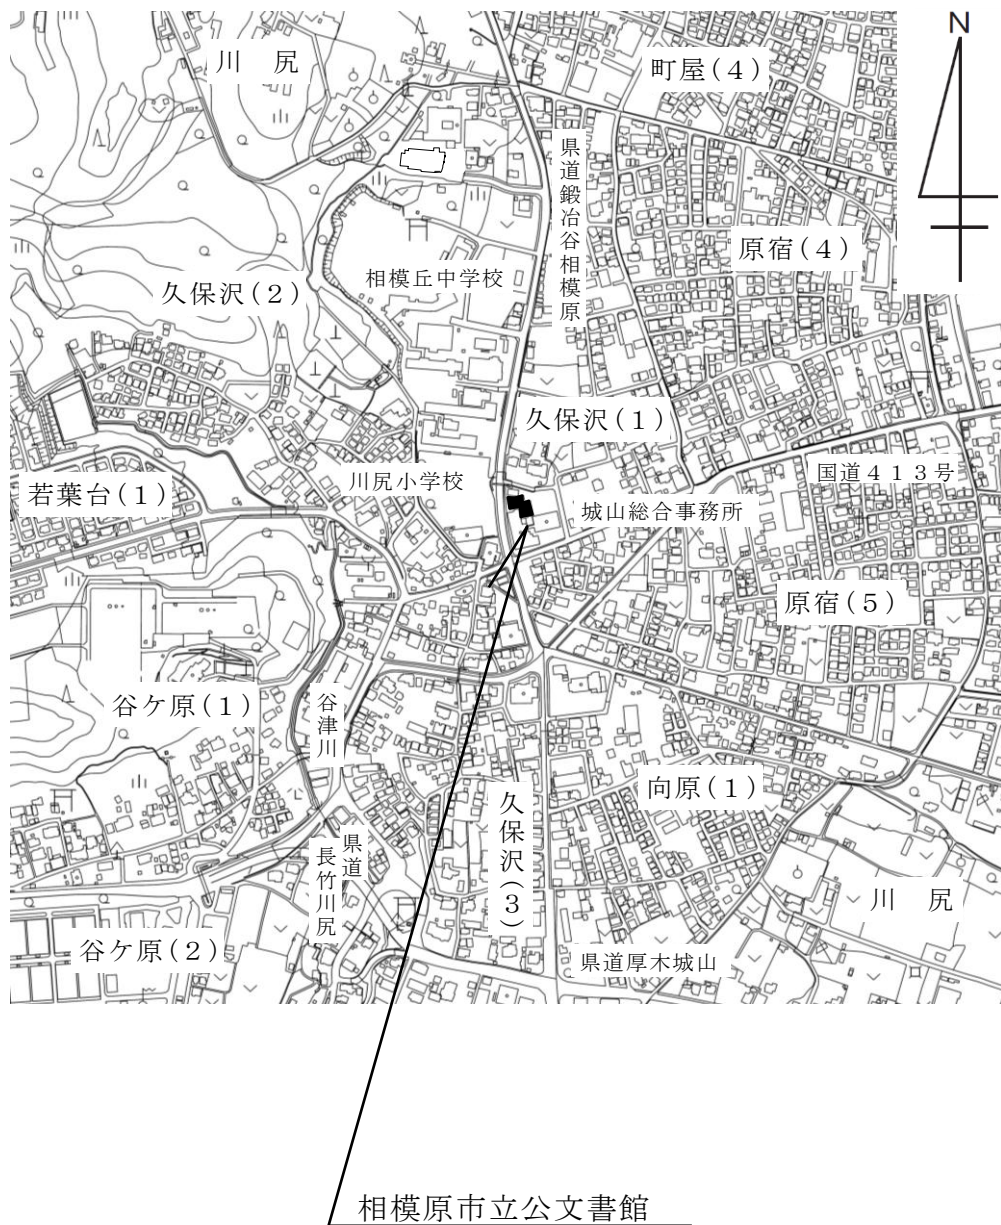 N
川　尻
町屋(４)
県道鍛冶谷相模原
原宿(４)
相模丘中学校
久保沢(２)
久保沢(１)
川尻小学校
国道４１３号
若葉台(１)
城山総合事務所
原宿(５)
谷ケ原(１)
谷津川
向原(１)
久保沢(３)
県道
長竹川尻
川　尻
谷ケ原(２)
県道厚木城山
相模原市立公文書館